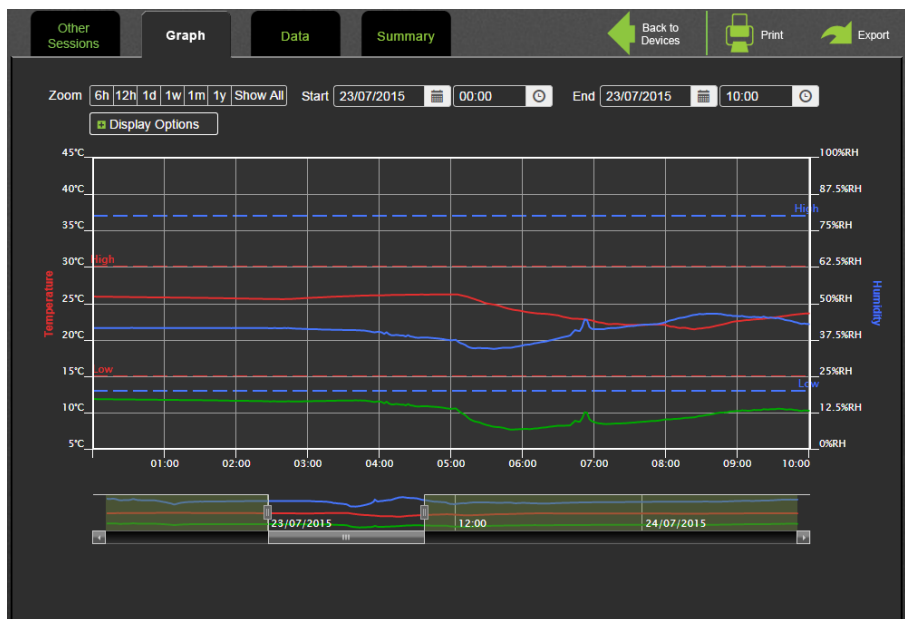 Other
Sessions
Graph
Data
Summary
Back to
Devices
Print
Export
Zoom 6h 12h 1d 1w 1m 1y Show All Start 23/07/2015 00:00 End 23/07/2015 10:00
Display Options
45°C 100%RH
40°C 87.5%RH
High
35°C 75%RH
High
30°C 62.5%RH
Temperature
25°C 50%RH
Humidity
20°C 37.5%RH
Low
15°C 25%RH
Low
10°C 12.5%RH
5°C 0%RH
01:00 02:00 03:00 04:00 05:00 06:00 07:00 08:00 09:00 10:00
23/07/2015 12:00 24/07/2015